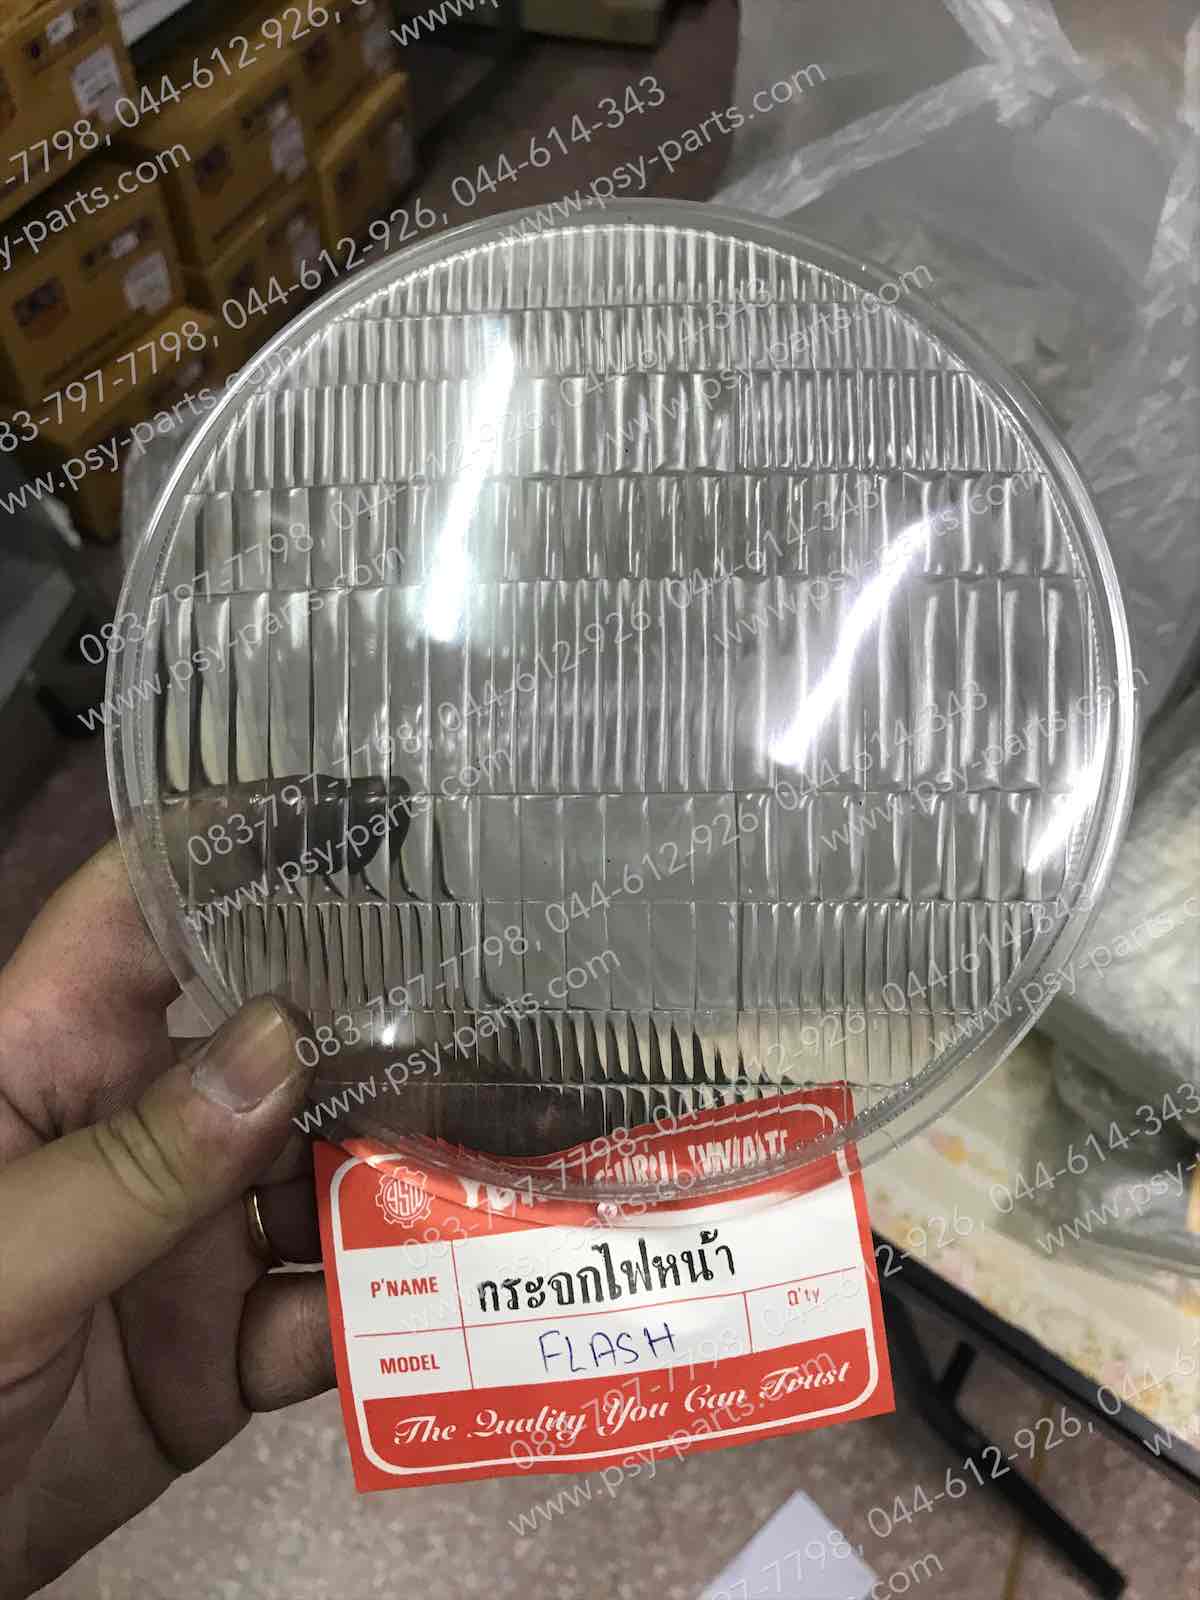 083-797-7798, 044-612-926, 044-614-343
www.psy-parts.com
YSW
P'NAME กระจกไฟหน้า
MODEL FLASH Q'ty
The Quality You Can Trust